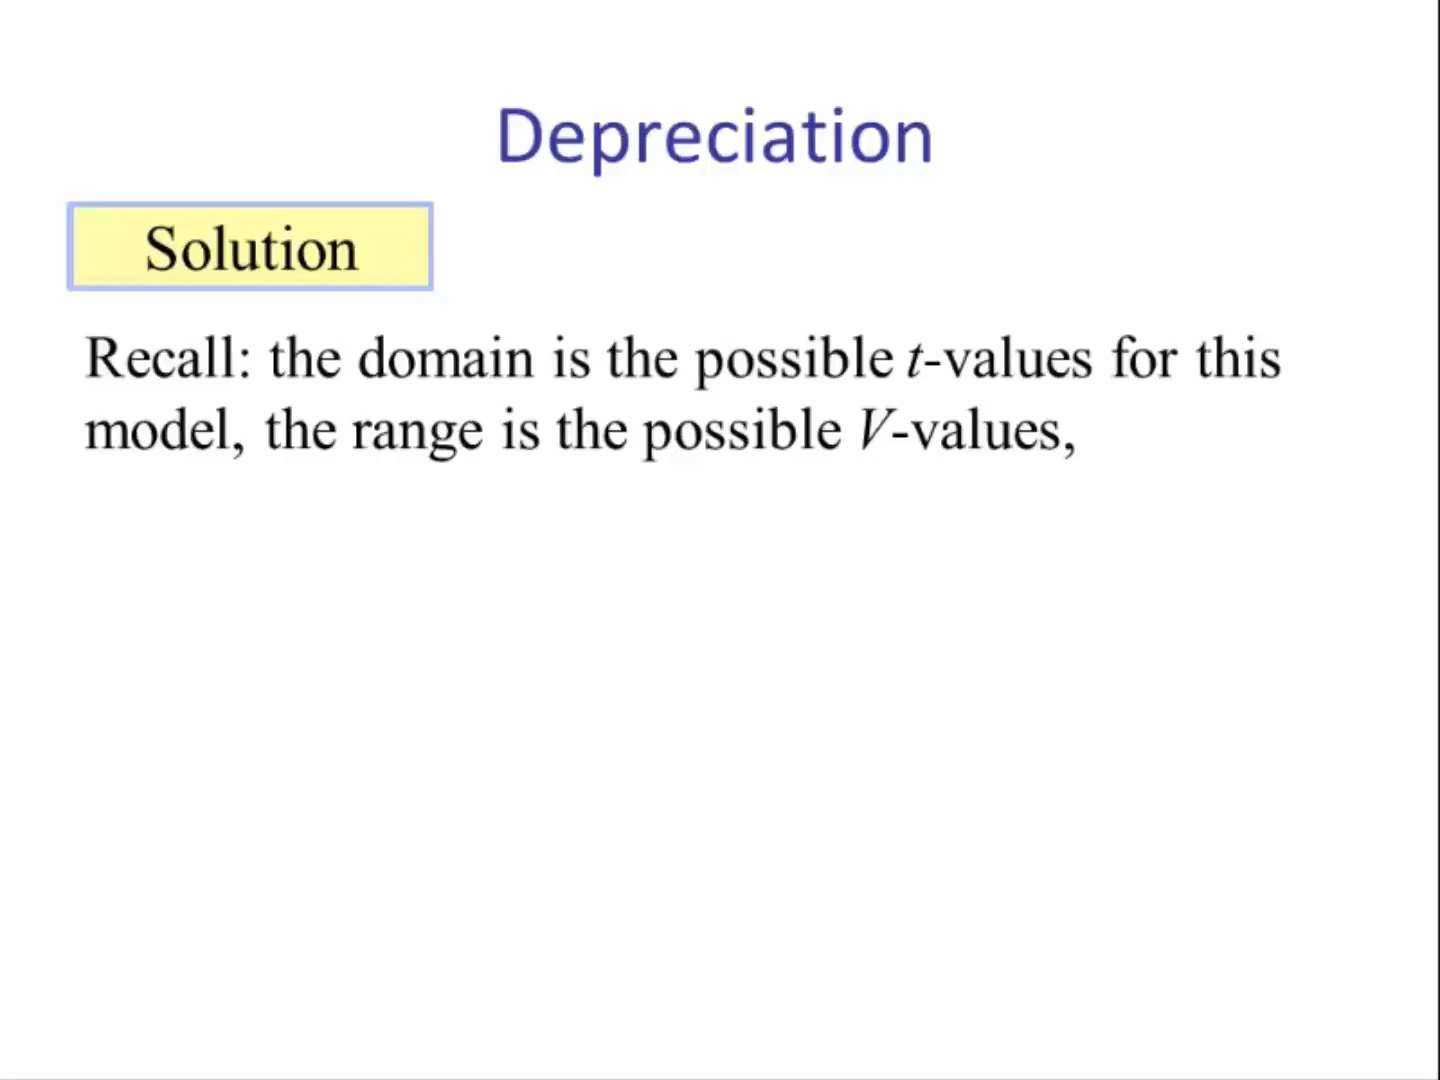 Depreciation
Solution
Recall: the domain is the possible t-values for this
model, the range is the possible V-values,